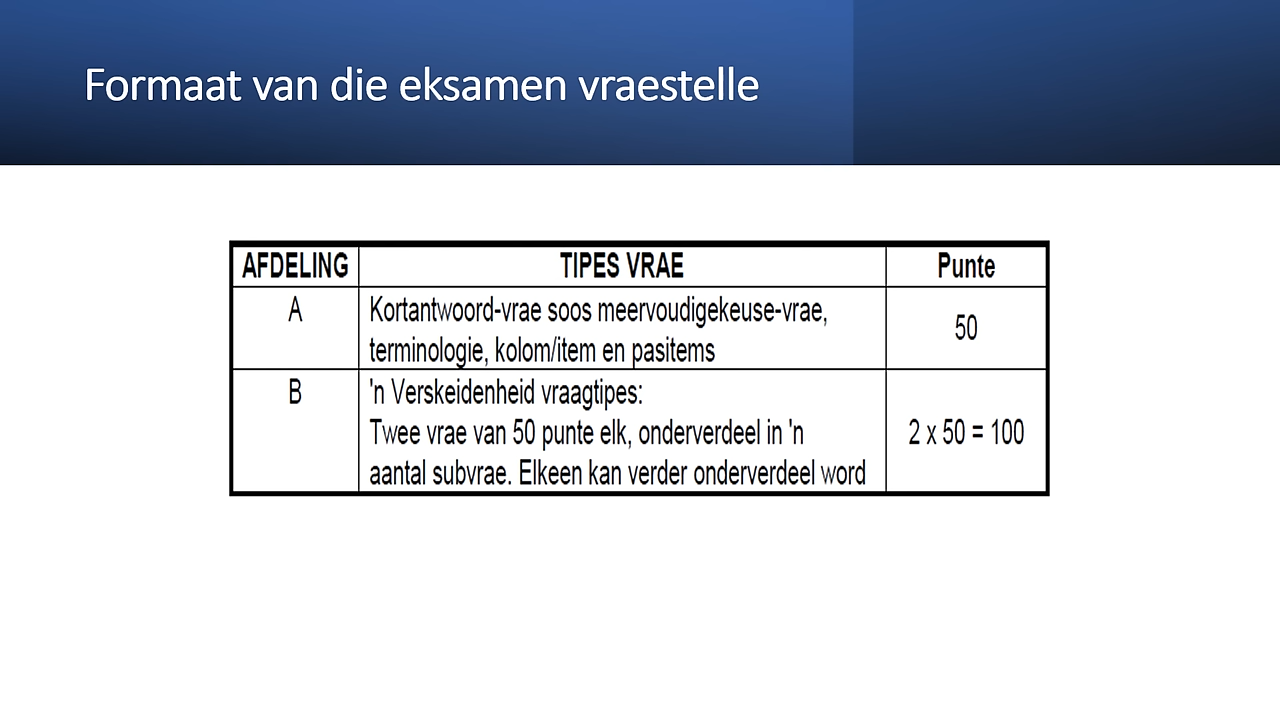 Formaat van die eksamen vraestelle
AFDELING TIPES VRAE Punte
A Kortantwoord-vrae soos meervoudigekeuse-vrae,
terminologie, kolom/item en pasitems
50
B 'n Verskeidenheid vraagtipes:
Twee vrae van 50 punte elk, onderverdeel in 'n
aantal subvrae. Elkeen kan verder onderverdeel word
2 x 50 = 100